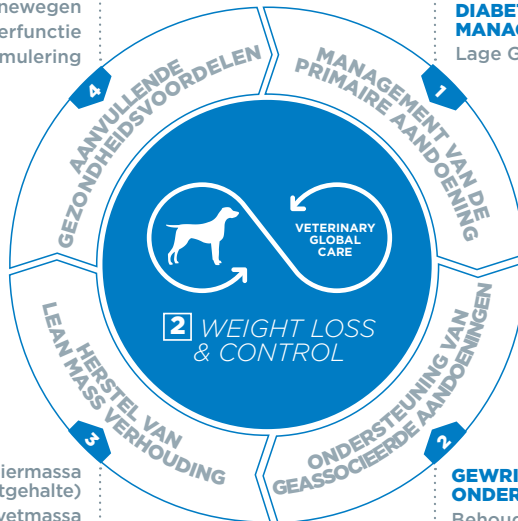 newegen
erfunctie
mulering
DIABET
MANAG
Lage G
4
AANVULLENDE
GEZONDHEIDSVOORDELEN
1
MANAGEMENT VAN DE
PRIMAIRE AANDOENING
VETERINARY
GLOBAL
CARE
2 WEIGHT LOSS
& CONTROL
3
HERSTEL VAN
LEAN MASS VERHOUDING
2
ONDERSTEUNING VAN
GEASSOCIEERDE AANDOENINGEN
iermassa
tgehalte)
vetmassa
GEWRI
ONDER
Behoud